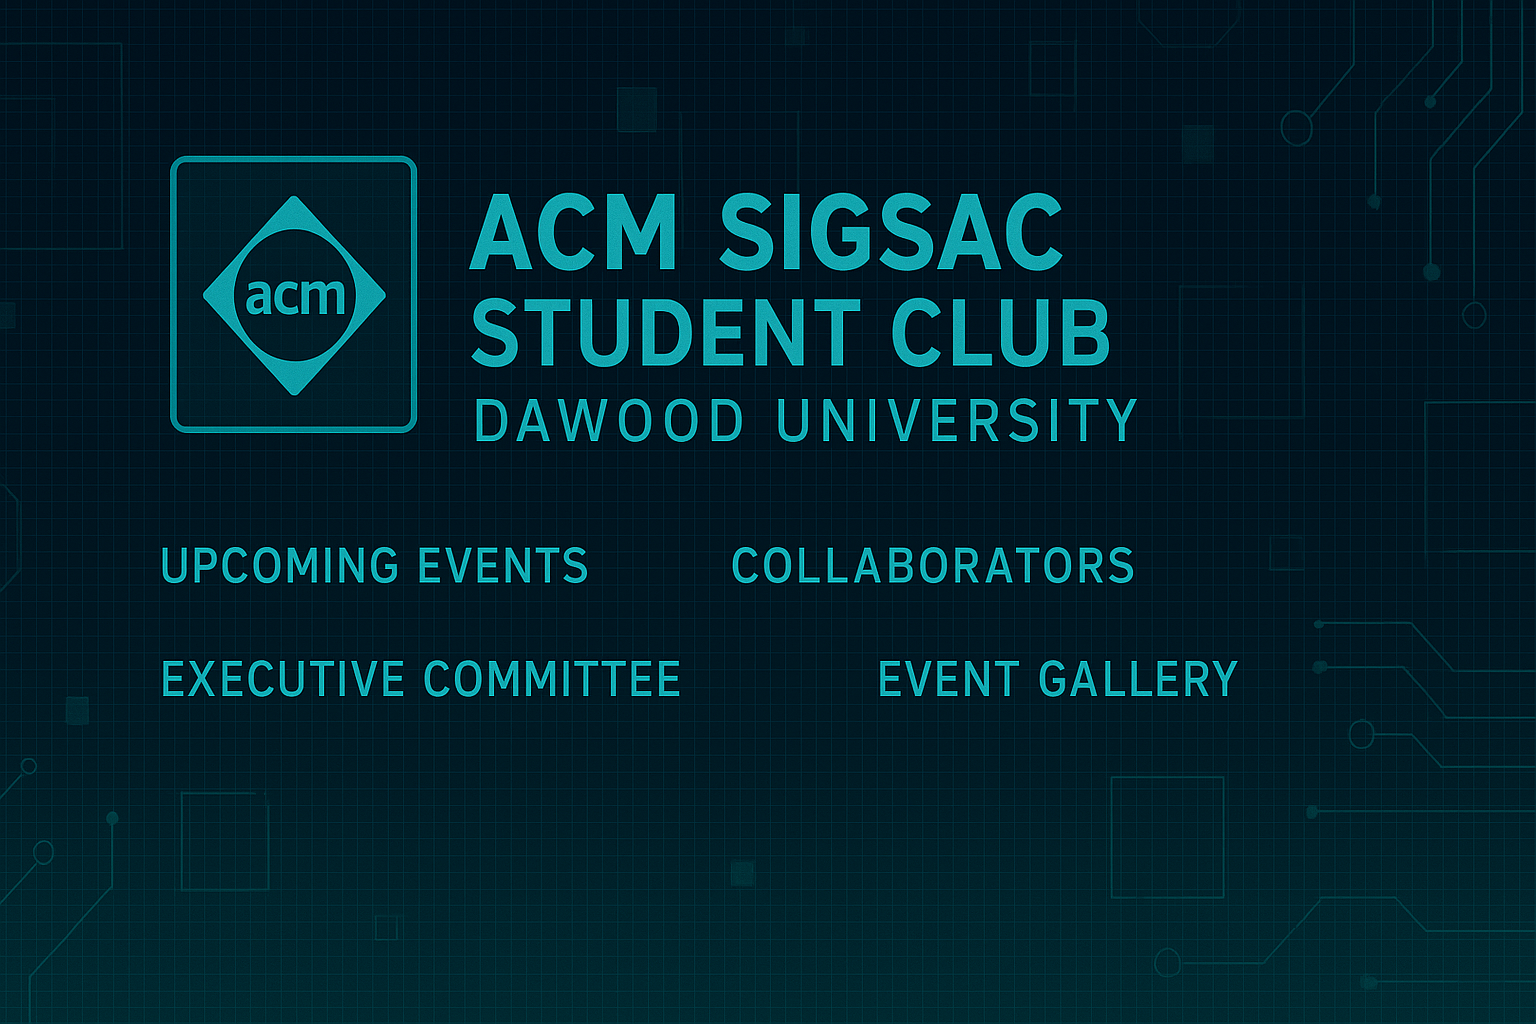 acm
ACM SIGSAC
STUDENT CLUB
DAWOOD UNIVERSITY
UPCOMING EVENTS
COLLABORATORS
EXECUTIVE COMMITTEE
EVENT GALLERY